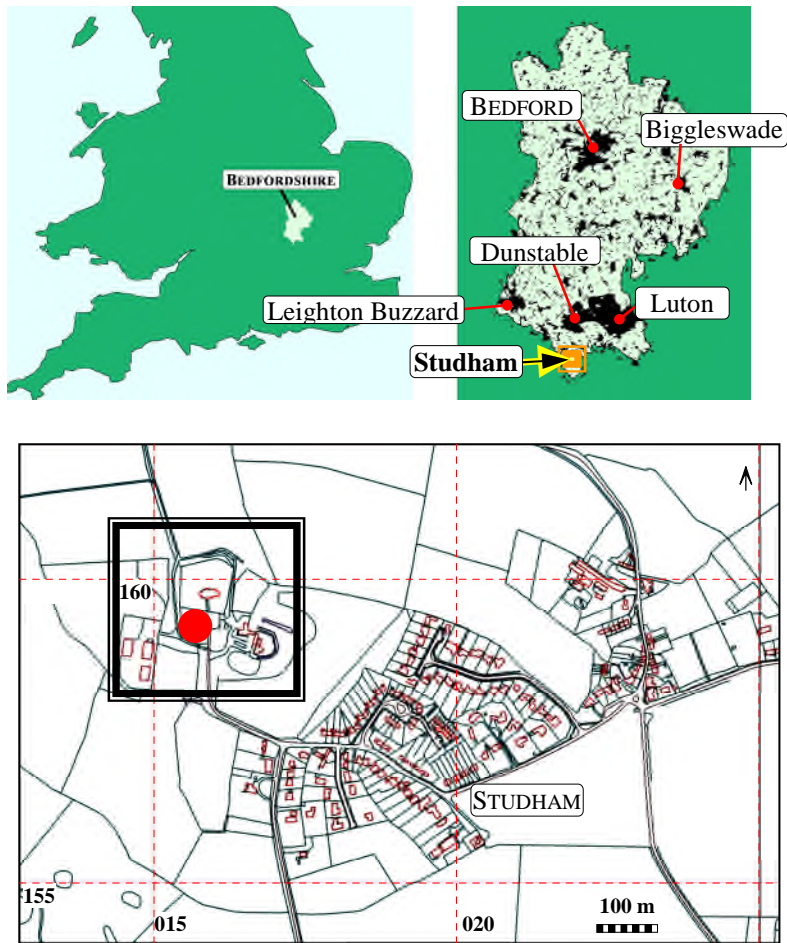 BEDFORDSHIRE
BEDFORD
Biggleswade
Dunstable
Leighton Buzzard
Luton
Studham
160
STUDHAM
155
015
020
100 m